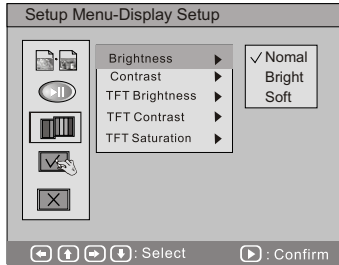 Setup Menu-Display Setup
Brightness
Contrast
TFT Brightness
TFT Contrast
TFT Saturation
Nomal
Bright
Soft
: Select
: Confirm